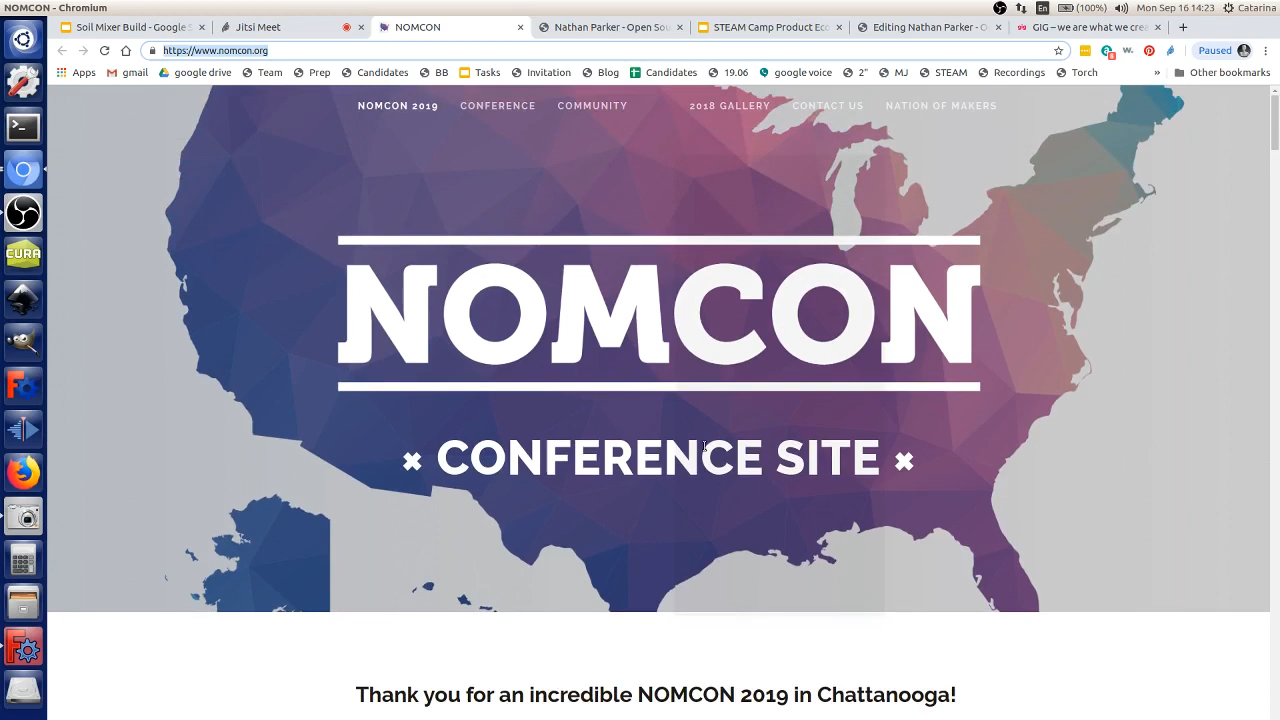 NOMCON - Chromium
En
(100%)
Mon Sep 16 14:23
Catarina
Soil Mixer Build - Google S
Jitsi Meet
NOMCON
Nathan Parker - Open Sou
STEAM Camp Product Eco
Editing Nathan Parker - O
GIG – we are what we cre
https://www.nomcon.org
Paused
Apps
gmail
google drive
Team
Prep
Candidates
BB
Tasks
Invitation
Blog
Candidates
19.06
google voice
2"
MJ
STEAM
Recordings
Torch
»
Other bookmarks
NOMCON 2019
CONFERENCE
COMMUNITY
2018 GALLERY
CONTACT US
NATION OF MAKERS
NOMCON
× CONFERENCE SITE ×
CURA
Thank you for an incredible NOMCON 2019 in Chattanooga!